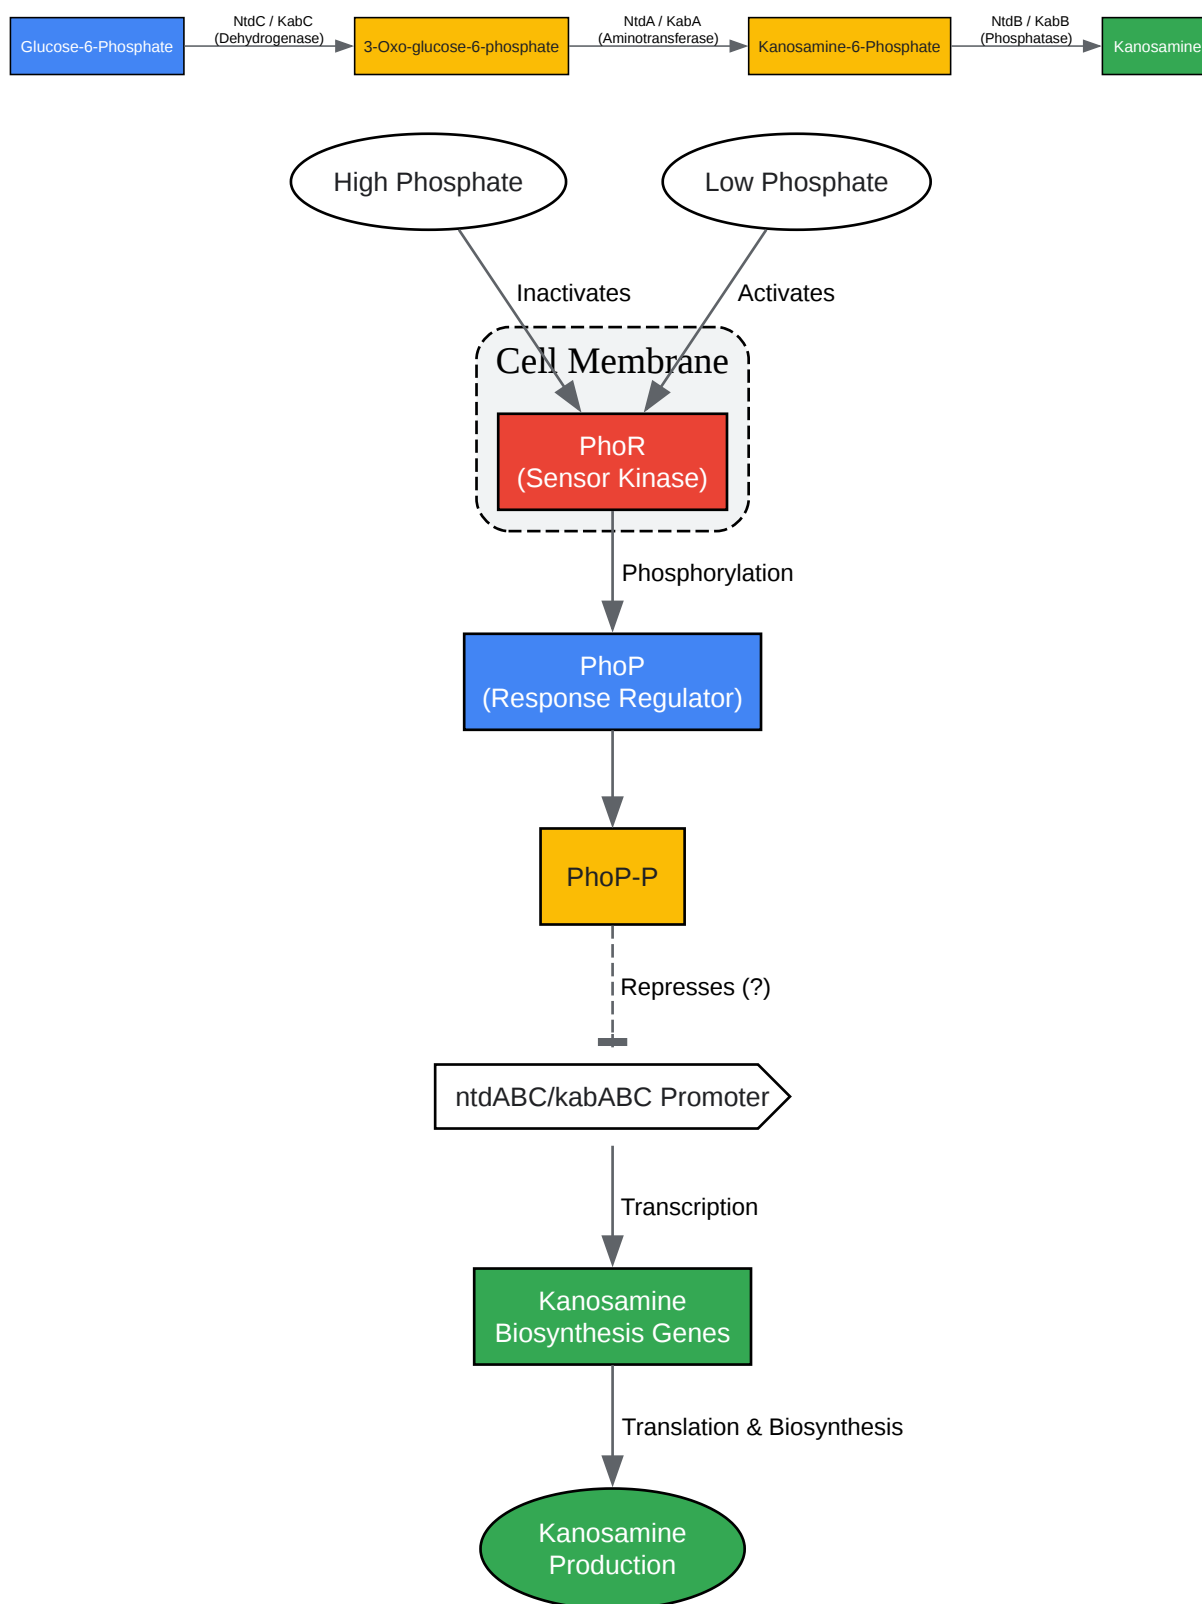 Glucose-6-Phosphate
NtdC / KabC
(Dehydrogenase)
3-Oxo-glucose-6-phosphate
NtdA / KabA
(Aminotransferase)
Kanosamine-6-Phosphate
NtdB / KabB
(Phosphatase)
Kanosamine
High Phosphate
Low Phosphate
Inactivates
Activates
Cell Membrane
PhoR
(Sensor Kinase)
Phosphorylation
PhoP
(Response Regulator)
PhoP-P
Represses (?)
ntdABC/kabABC Promoter
Transcription
Kanosamine
Biosynthesis Genes
Translation & Biosynthesis
Kanosamine
Production